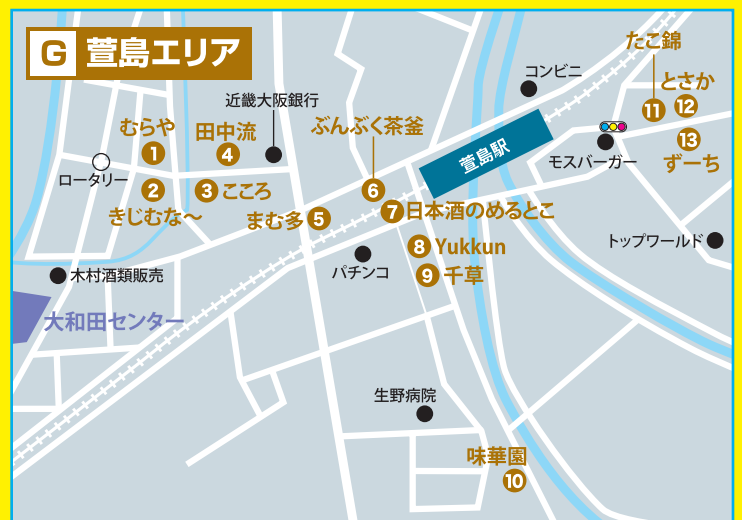 G 萱島エリア
たこ錦
コンビニ
とさか
11
12
近畿大阪銀行
むらや
1
田中流
4
ぶんぶく茶釜
萱島駅
モスバーガー
13
ずーち
ロータリー
2
きじむな〜
3 こころ
まむ多 5
6
7 日本酒のめるとこ
8 Yukkun
9 千草
パチンコ
トップワールド
木村酒類販売
大和田センター
生野病院
味華園
10